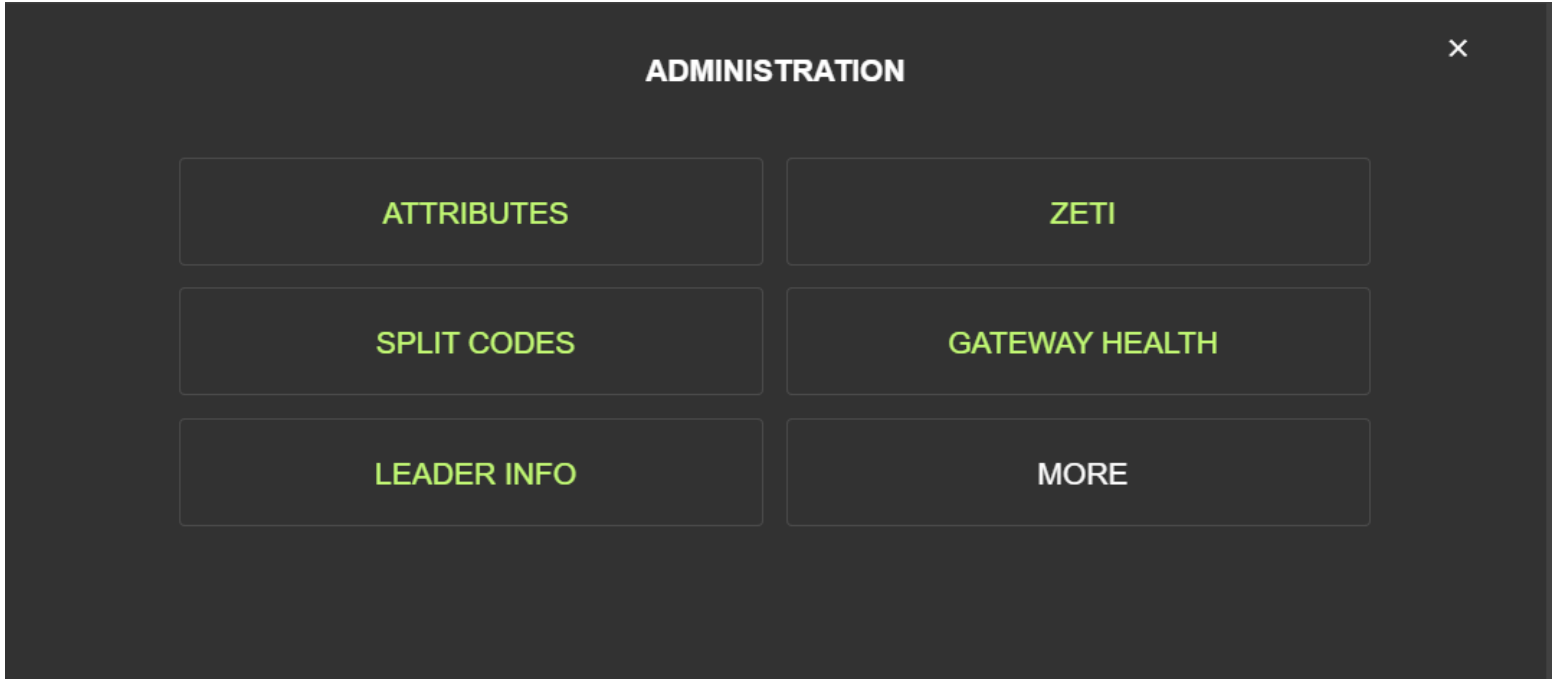 ADMINISTRATION
×
ATTRIBUTES
ZETI
SPLIT CODES
GATEWAY HEALTH
LEADER INFO
MORE